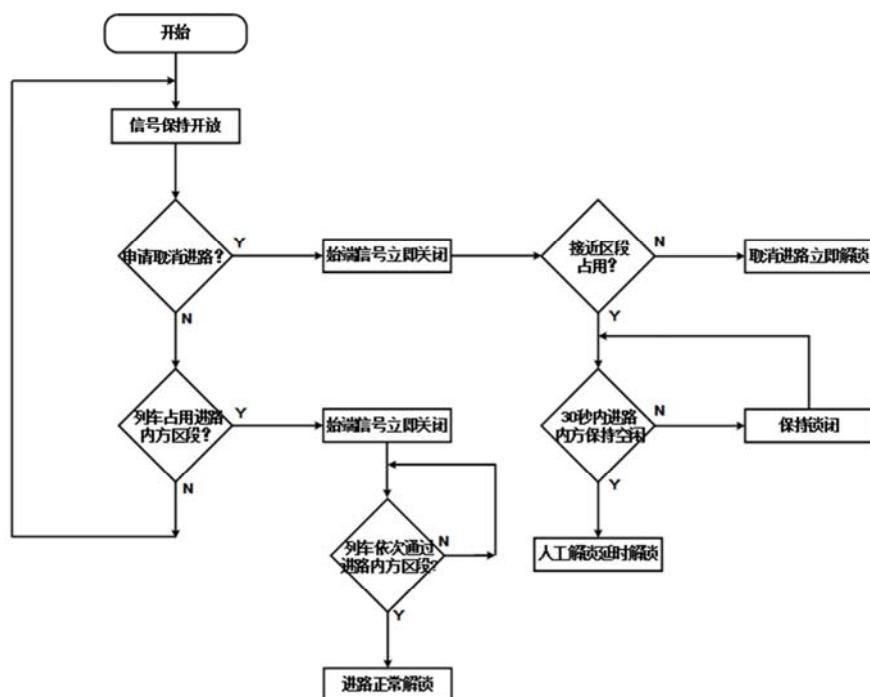 开始
信号保持开放
申请取消进路？
Y
始端信号立即关闭
接近区段
占用？
N
取消进路立即解锁
N
Y
列车占用进路
内方区段？
Y
始端信号立即关闭
30秒内进路
内方保持空闲
N
保持锁闭
N
Y
列车依次通过
进路内方区段？
N
人工解锁延时解锁
Y
进路正常解锁